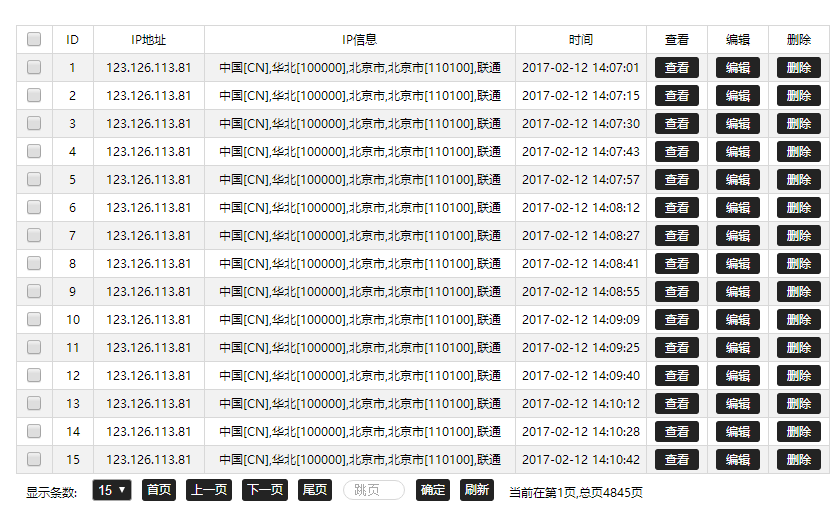 ID IP地址 IP信息 时间 查看 编辑 删除
1 123.126.113.81 中国[CN],华北[100000],北京市,北京市[110100],联通 2017-02-12 14:07:01 查看 编辑 删除
2 123.126.113.81 中国[CN],华北[100000],北京市,北京市[110100],联通 2017-02-12 14:07:15 查看 编辑 删除
3 123.126.113.81 中国[CN],华北[100000],北京市,北京市[110100],联通 2017-02-12 14:07:30 查看 编辑 删除
4 123.126.113.81 中国[CN],华北[100000],北京市,北京市[110100],联通 2017-02-12 14:07:43 查看 编辑 删除
5 123.126.113.81 中国[CN],华北[100000],北京市,北京市[110100],联通 2017-02-12 14:07:57 查看 编辑 删除
6 123.126.113.81 中国[CN],华北[100000],北京市,北京市[110100],联通 2017-02-12 14:08:12 查看 编辑 删除
7 123.126.113.81 中国[CN],华北[100000],北京市,北京市[110100],联通 2017-02-12 14:08:27 查看 编辑 删除
8 123.126.113.81 中国[CN],华北[100000],北京市,北京市[110100],联通 2017-02-12 14:08:41 查看 编辑 删除
9 123.126.113.81 中国[CN],华北[100000],北京市,北京市[110100],联通 2017-02-12 14:08:55 查看 编辑 删除
10 123.126.113.81 中国[CN],华北[100000],北京市,北京市[110100],联通 2017-02-12 14:09:09 查看 编辑 删除
11 123.126.113.81 中国[CN],华北[100000],北京市,北京市[110100],联通 2017-02-12 14:09:25 查看 编辑 删除
12 123.126.113.81 中国[CN],华北[100000],北京市,北京市[110100],联通 2017-02-12 14:09:40 查看 编辑 删除
13 123.126.113.81 中国[CN],华北[100000],北京市,北京市[110100],联通 2017-02-12 14:10:12 查看 编辑 删除
14 123.126.113.81 中国[CN],华北[100000],北京市,北京市[110100],联通 2017-02-12 14:10:28 查看 编辑 删除
15 123.126.113.81 中国[CN],华北[100000],北京市,北京市[110100],联通 2017-02-12 14:10:42 查看 编辑 删除
显示条数: 15 首页 上一页 下一页 尾页 跳页 确定 刷新 当前在第1页,总页4845页